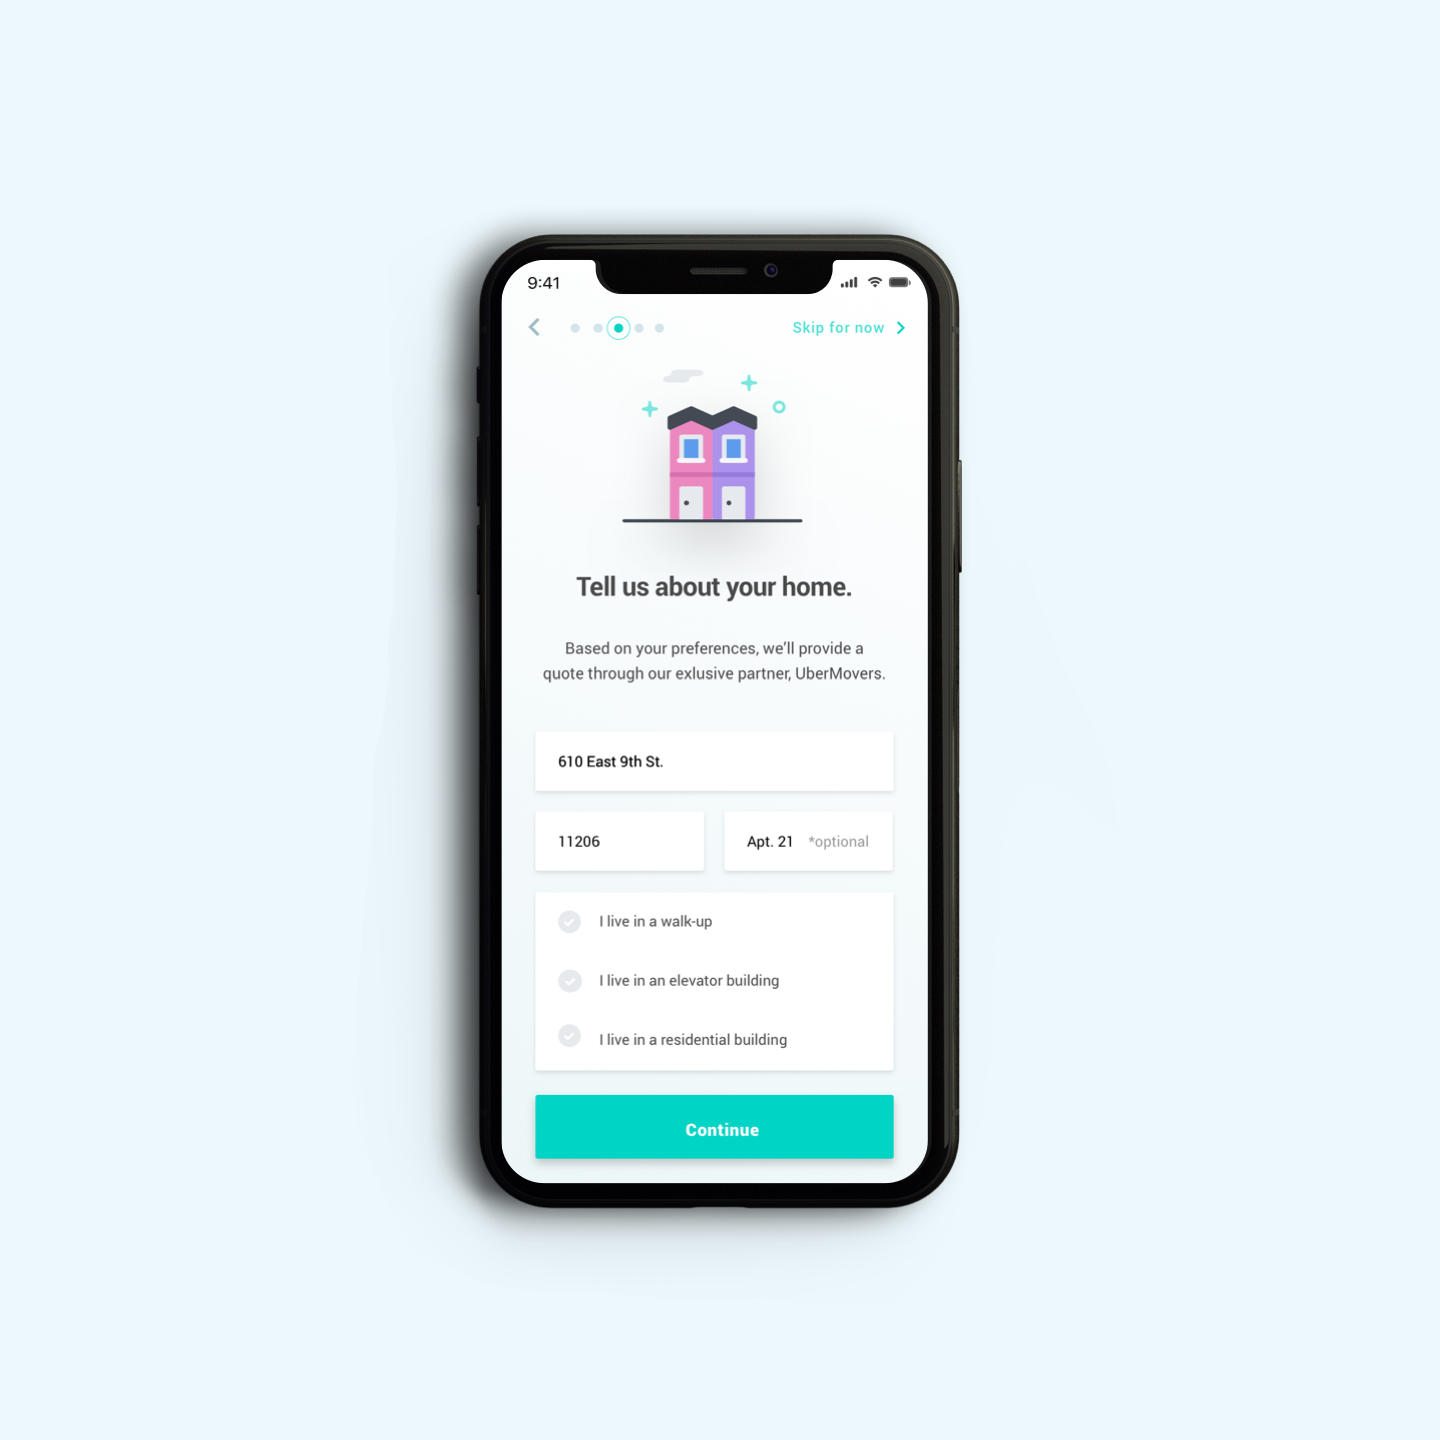 9:41
Skip for now
Tell us about your home.
Based on your preferences, we'll provide a
quote through our exlusive partner, UberMovers.
610 East 9th St.
11206
Apt. 21 *optional
I live in a walk-up
I live in an elevator building
I live in a residential building
Continue